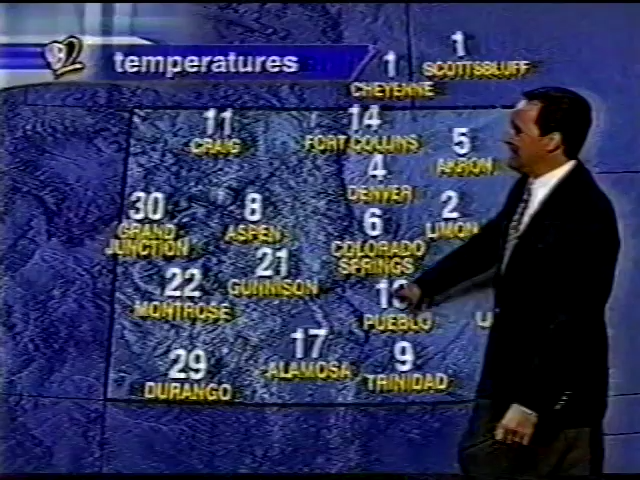 2
temperatures
1
CHEYENNE
1
SCOTTSBLUFF
11
CRAIG
14
FORT COLLINS
5
AKRON
4
DENVER
30
GRAND
JUNCTION
8
ASPEN
6
COLORADO
SPRINGS
2
LIMON
22
MONTROSE
21
GUNNISON
13
PUEBLO
29
DURANGO
17
ALAMOSA
9
TRINIDAD